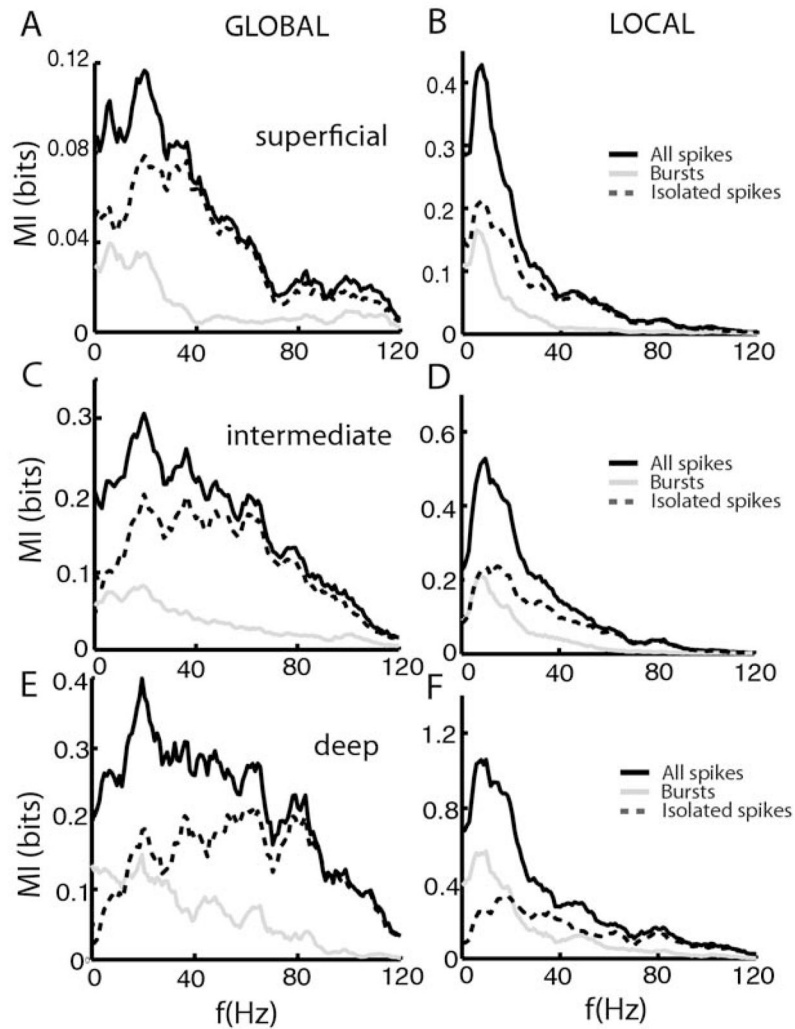 A
GLOBAL
B
LOCAL
0.12
0.08
0.04
0
MI (bits)
superficial
0 40 80 120
0.4
0.3
0.2
0.1
0
All spikes
Bursts
Isolated spikes
0 40 80 120
C
0.3
0.2
0.1
0
MI (bits)
intermediate
0 40 80 120
D
0.6
0.4
0.2
0
All spikes
Bursts
Isolated spikes
0 40 80 120
E
0.4
0.3
0.2
0.1
0
MI (bits)
deep
0 40 80 120
f(Hz)
F
1.2
0.8
0.4
0
All spikes
Bursts
Isolated spikes
0 40 80 120
f(Hz)